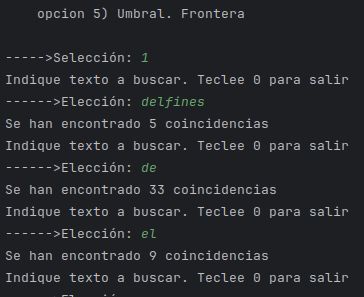 opcion 5) Umbral. Frontera
----->Selección: 1
Indique texto a buscar. Teclee 0 para salir
------>Elección: delfines
Se han encontrado 5 coincidencias
Indique texto a buscar. Teclee 0 para salir
------>Elección: de
Se han encontrado 33 coincidencias
Indique texto a buscar. Teclee 0 para salir
------>Elección: el
Se han encontrado 9 coincidencias
Indique texto a buscar. Teclee 0 para salir